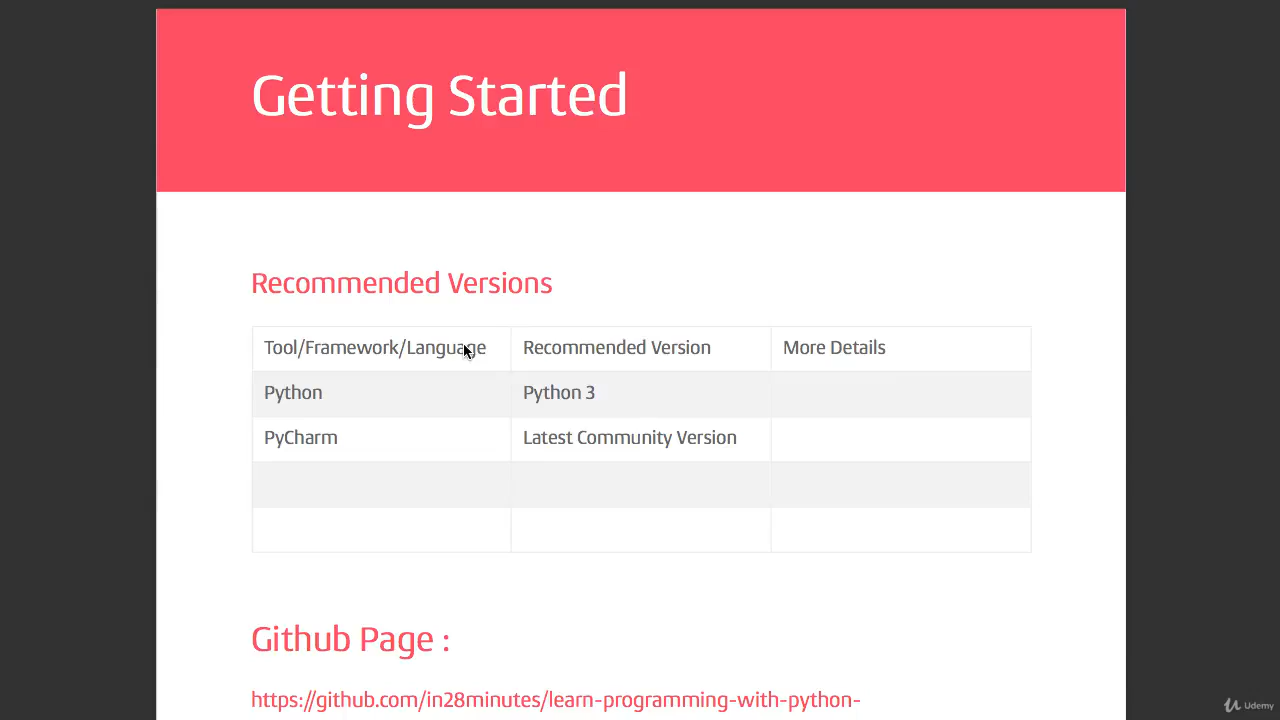 Getting Started
Recommended Versions
Tool/Framework/Language Recommended Version More Details
Python Python 3
PyCharm Latest Community Version
Github Page :
https://github.com/in28minutes/learn-programming-with-python-
Udemy